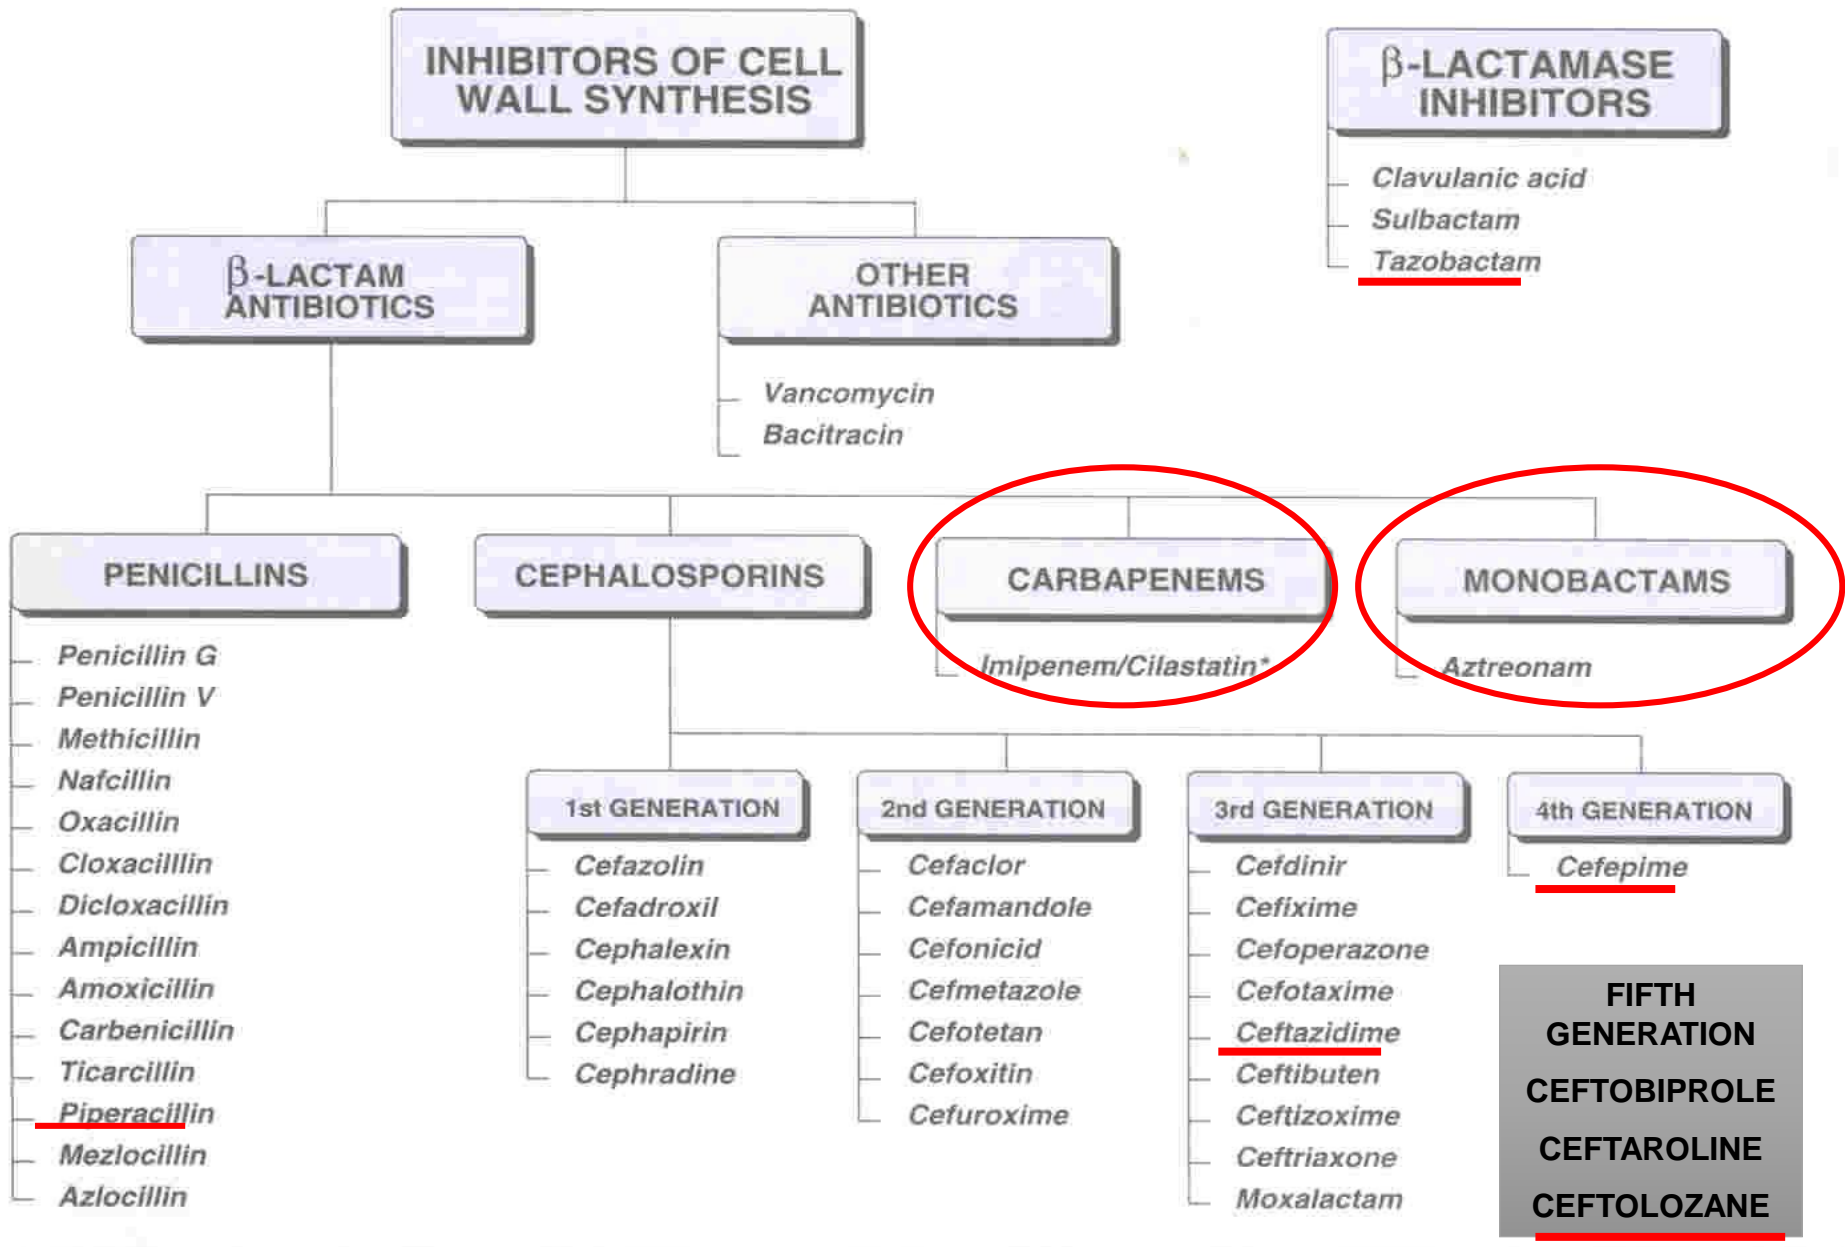 INHIBITORS OF CELL
WALL SYNTHESIS
β-LACTAMASE
INHIBITORS
Clavulanic acid
Sulbactam
Tazobactam
β-LACTAM
ANTIBIOTICS
OTHER
ANTIBIOTICS
Vancomycin
Bacitracin
PENICILLINS
Penicillin G
Penicillin V
Methicillin
Nafcillin
Oxacillin
Cloxacilllin
Dicloxacillin
Ampicillin
Amoxicillin
Carbenicillin
Ticarcillin
Piperacillin
Mezlocillin
Azlocillin
CEPHALOSPORINS
CARBAPENEMS
Imipenem/Cilastatin*
MONOBACTAMS
Aztreonam
1st GENERATION
Cefazolin
Cefadroxil
Cephalexin
Cephalothin
Cephapirin
Cephradine
2nd GENERATION
Cefaclor
Cefamandole
Cefonicid
Cefmetazole
Cefotetan
Cefoxitin
Cefuroxime
3rd GENERATION
Cefdinir
Cefixime
Cefoperazone
Cefotaxime
Ceftazidime
Ceftibuten
Ceftizoxime
Ceftriaxone
Moxalactam
4th GENERATION
Cefepime
FIFTH
GENERATION
CEFTOBIPROLE
CEFTAROLINE
CEFTOLOZANE